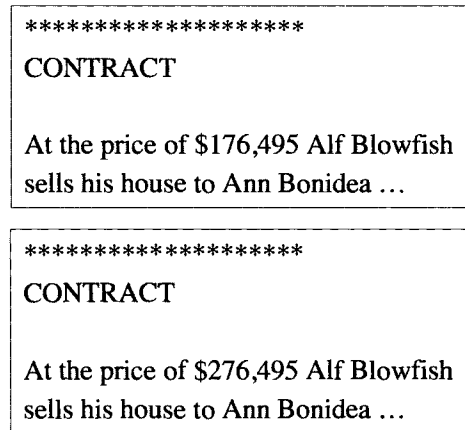 ********************
CONTRACT
At the price of $176,495 Alf Blowfish
sells his house to Ann Bonidea ...
********************
CONTRACT
At the price of $276,495 Alf Blowfish
sells his house to Ann Bonidea ...